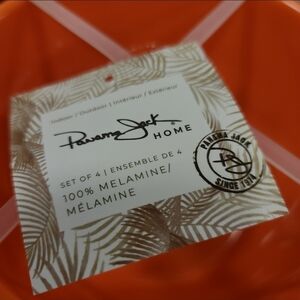 Indoor / Outdoor | Intérieur / Extérieur
Panama Jack®
HOME
SET OF 4 | ENSEMBLE DE 4
100% MELAMINE/
MÉLAMINE
PANAMA JACK
PJ
SINCE 1974